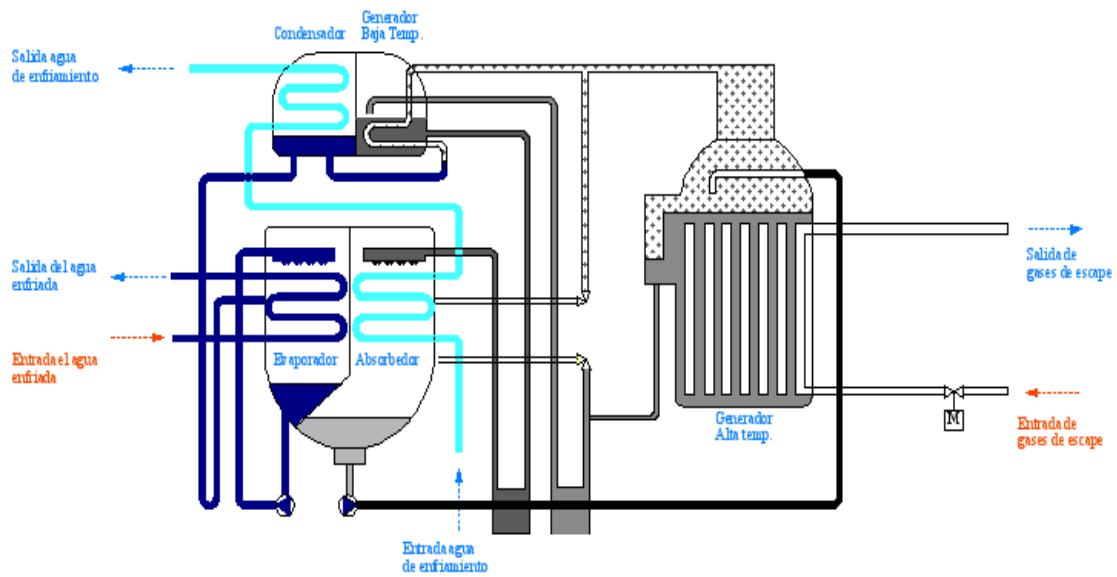 Condensador
Generador
Baja Temp.
Salida agua
de enfriamiento
Salida del agua
enfriada
Entrada el agua
enfriada
Evaporador
Absorbedor
Salida de
gases de escape
Generador
Alta temp.
M
Entrada de
gases de escape
Entrada agua
de enfriamiento